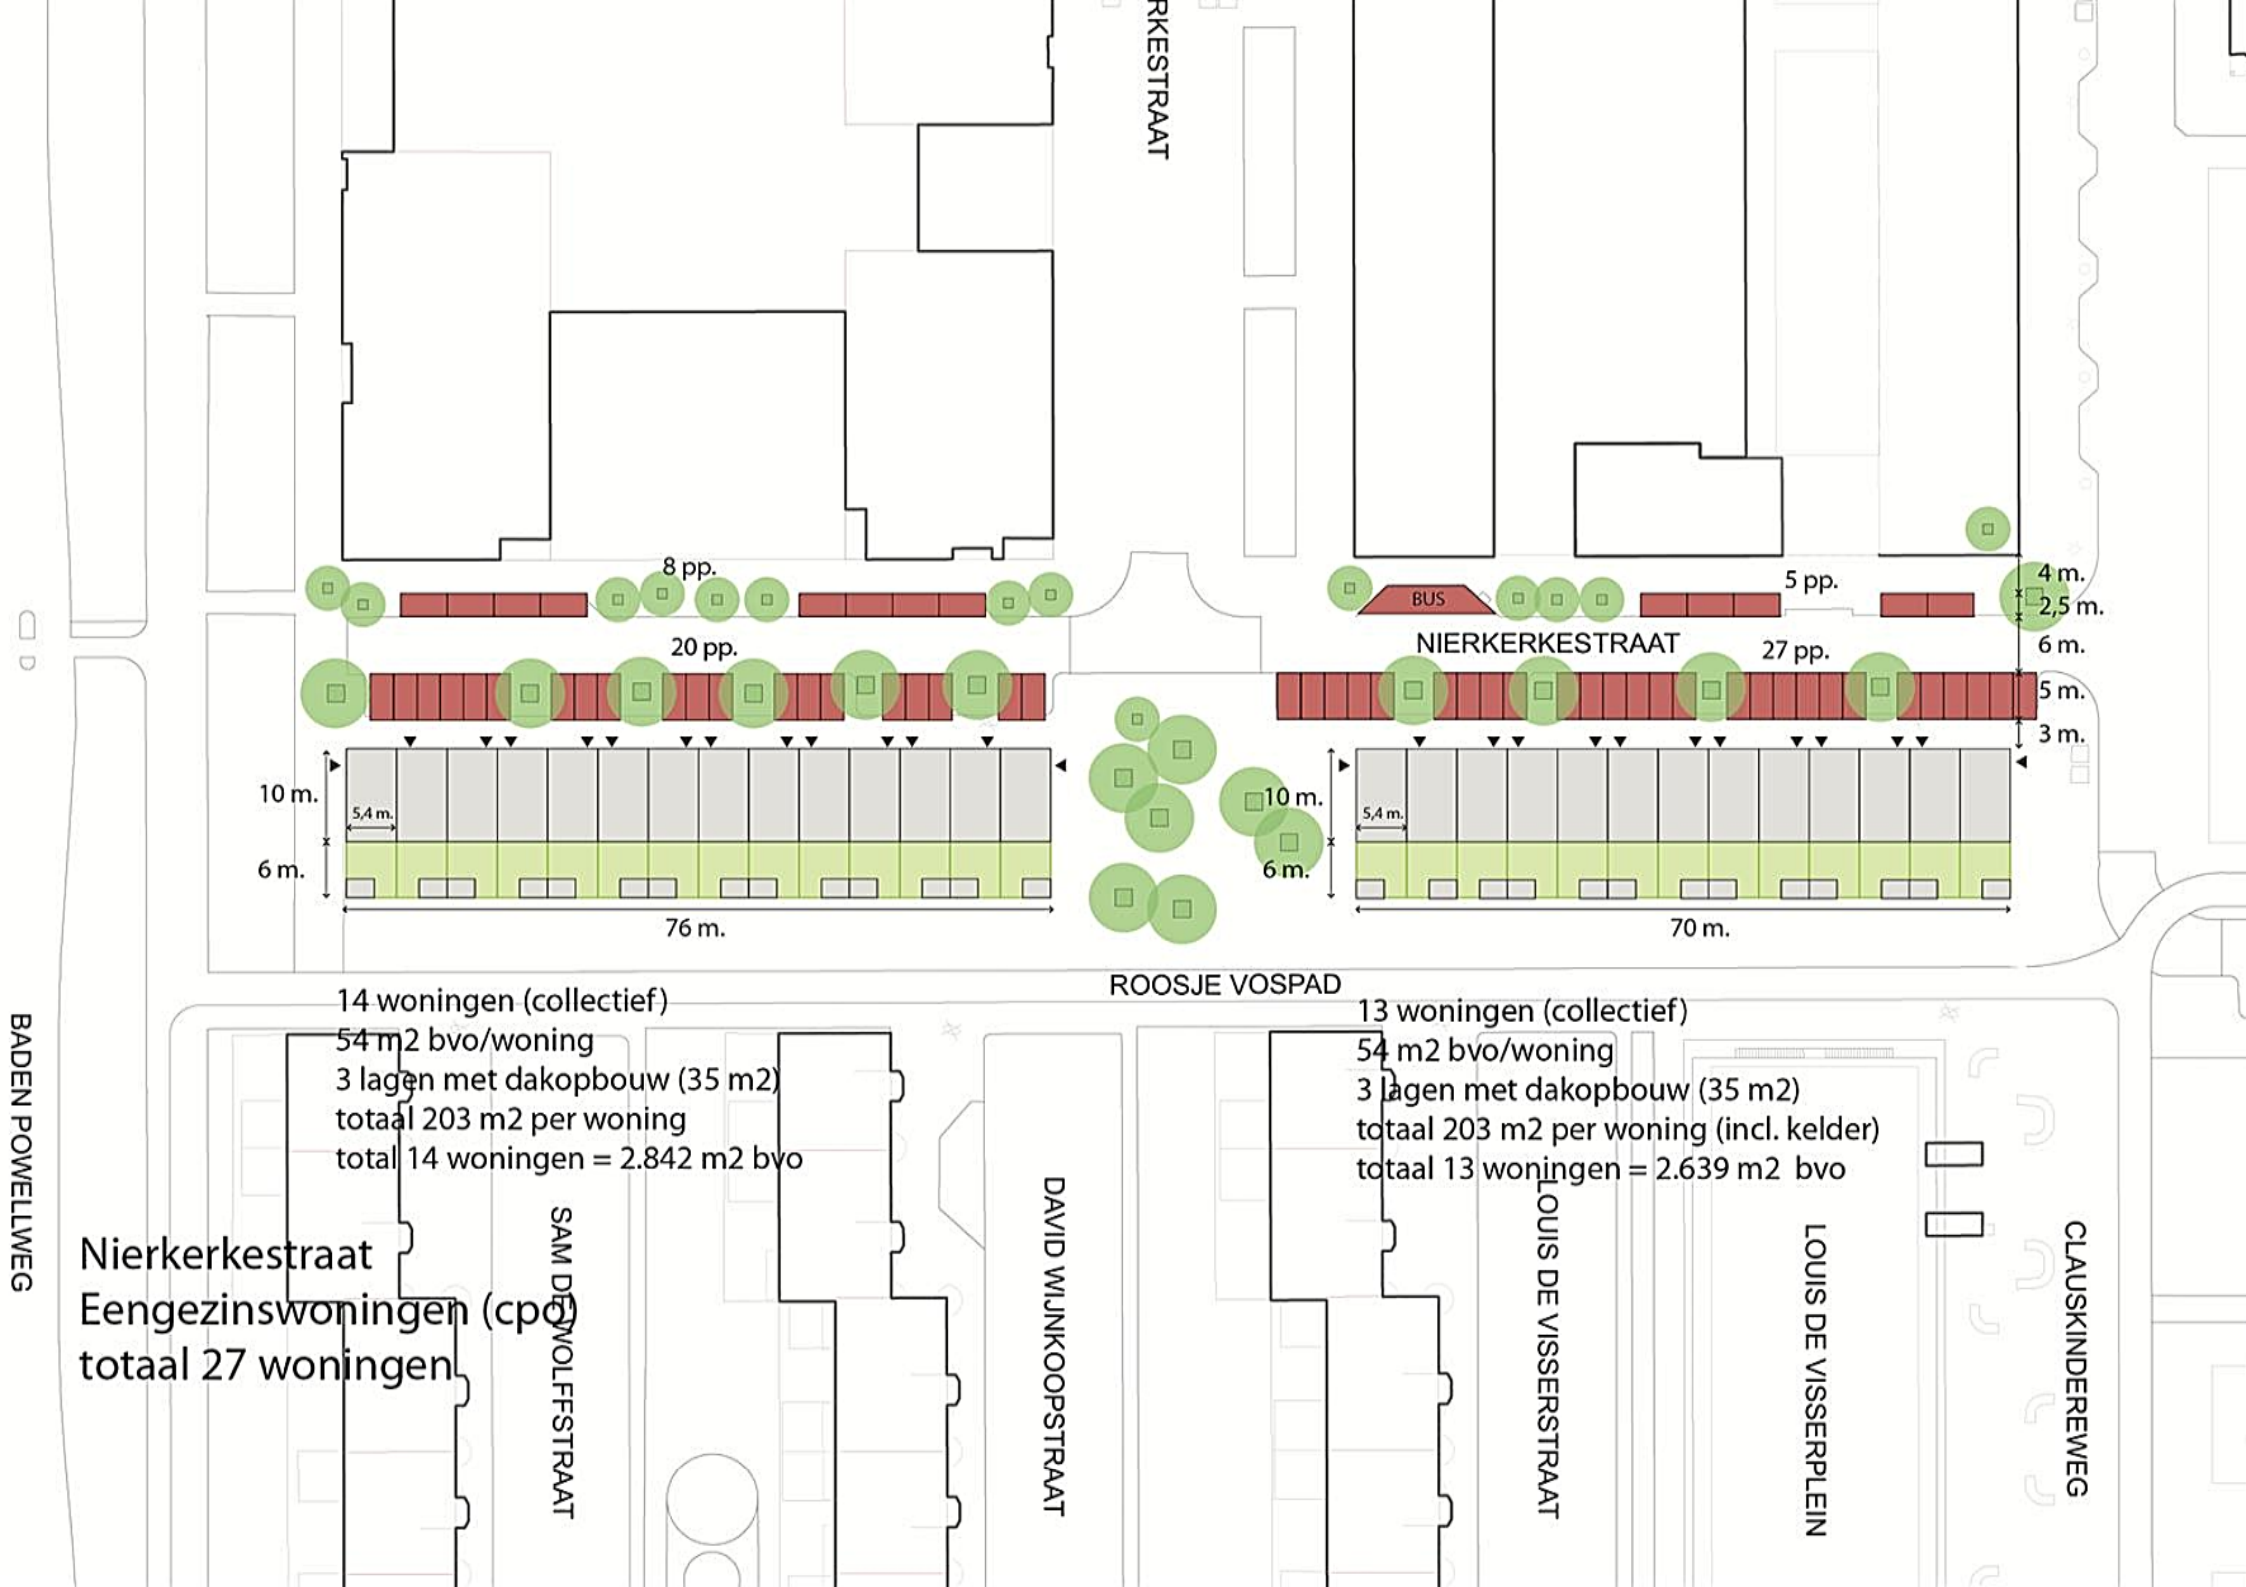 RKESTRAAT
8 pp.
5 pp.
4 m.
BUS
2,5 m.
NIERKERKESTRAAT
20 pp.
27 pp.
6 m.
5 m.
3 m.
10 m.
5,4 m.
10 m.
5,4 m.
6 m.
6 m.
76 m.
70 m.
ROOSJE VOSPAD
14 woningen (collectief)
54 m2 bvo/woning
3 lagen met dakopbouw (35 m2)
totaal 203 m2 per woning
total 14 woningen = 2.842 m2 bvo
13 woningen (collectief)
54 m2 bvo/woning
3 lagen met dakopbouw (35 m2)
totaal 203 m2 per woning (incl. kelder)
totaal 13 woningen = 2.639 m2 bvo
BADEN POWELLWEG
Nierkerkestraat
Eengezinswoningen (cpo)
totaal 27 woningen
SAM DE WOLFFSTRAAT
DAVID WIJNKOOPSTRAAT
LOUIS DE VISSERSTRAAT
LOUIS DE VISSERPLEIN
CLAUSKINDEREWEG